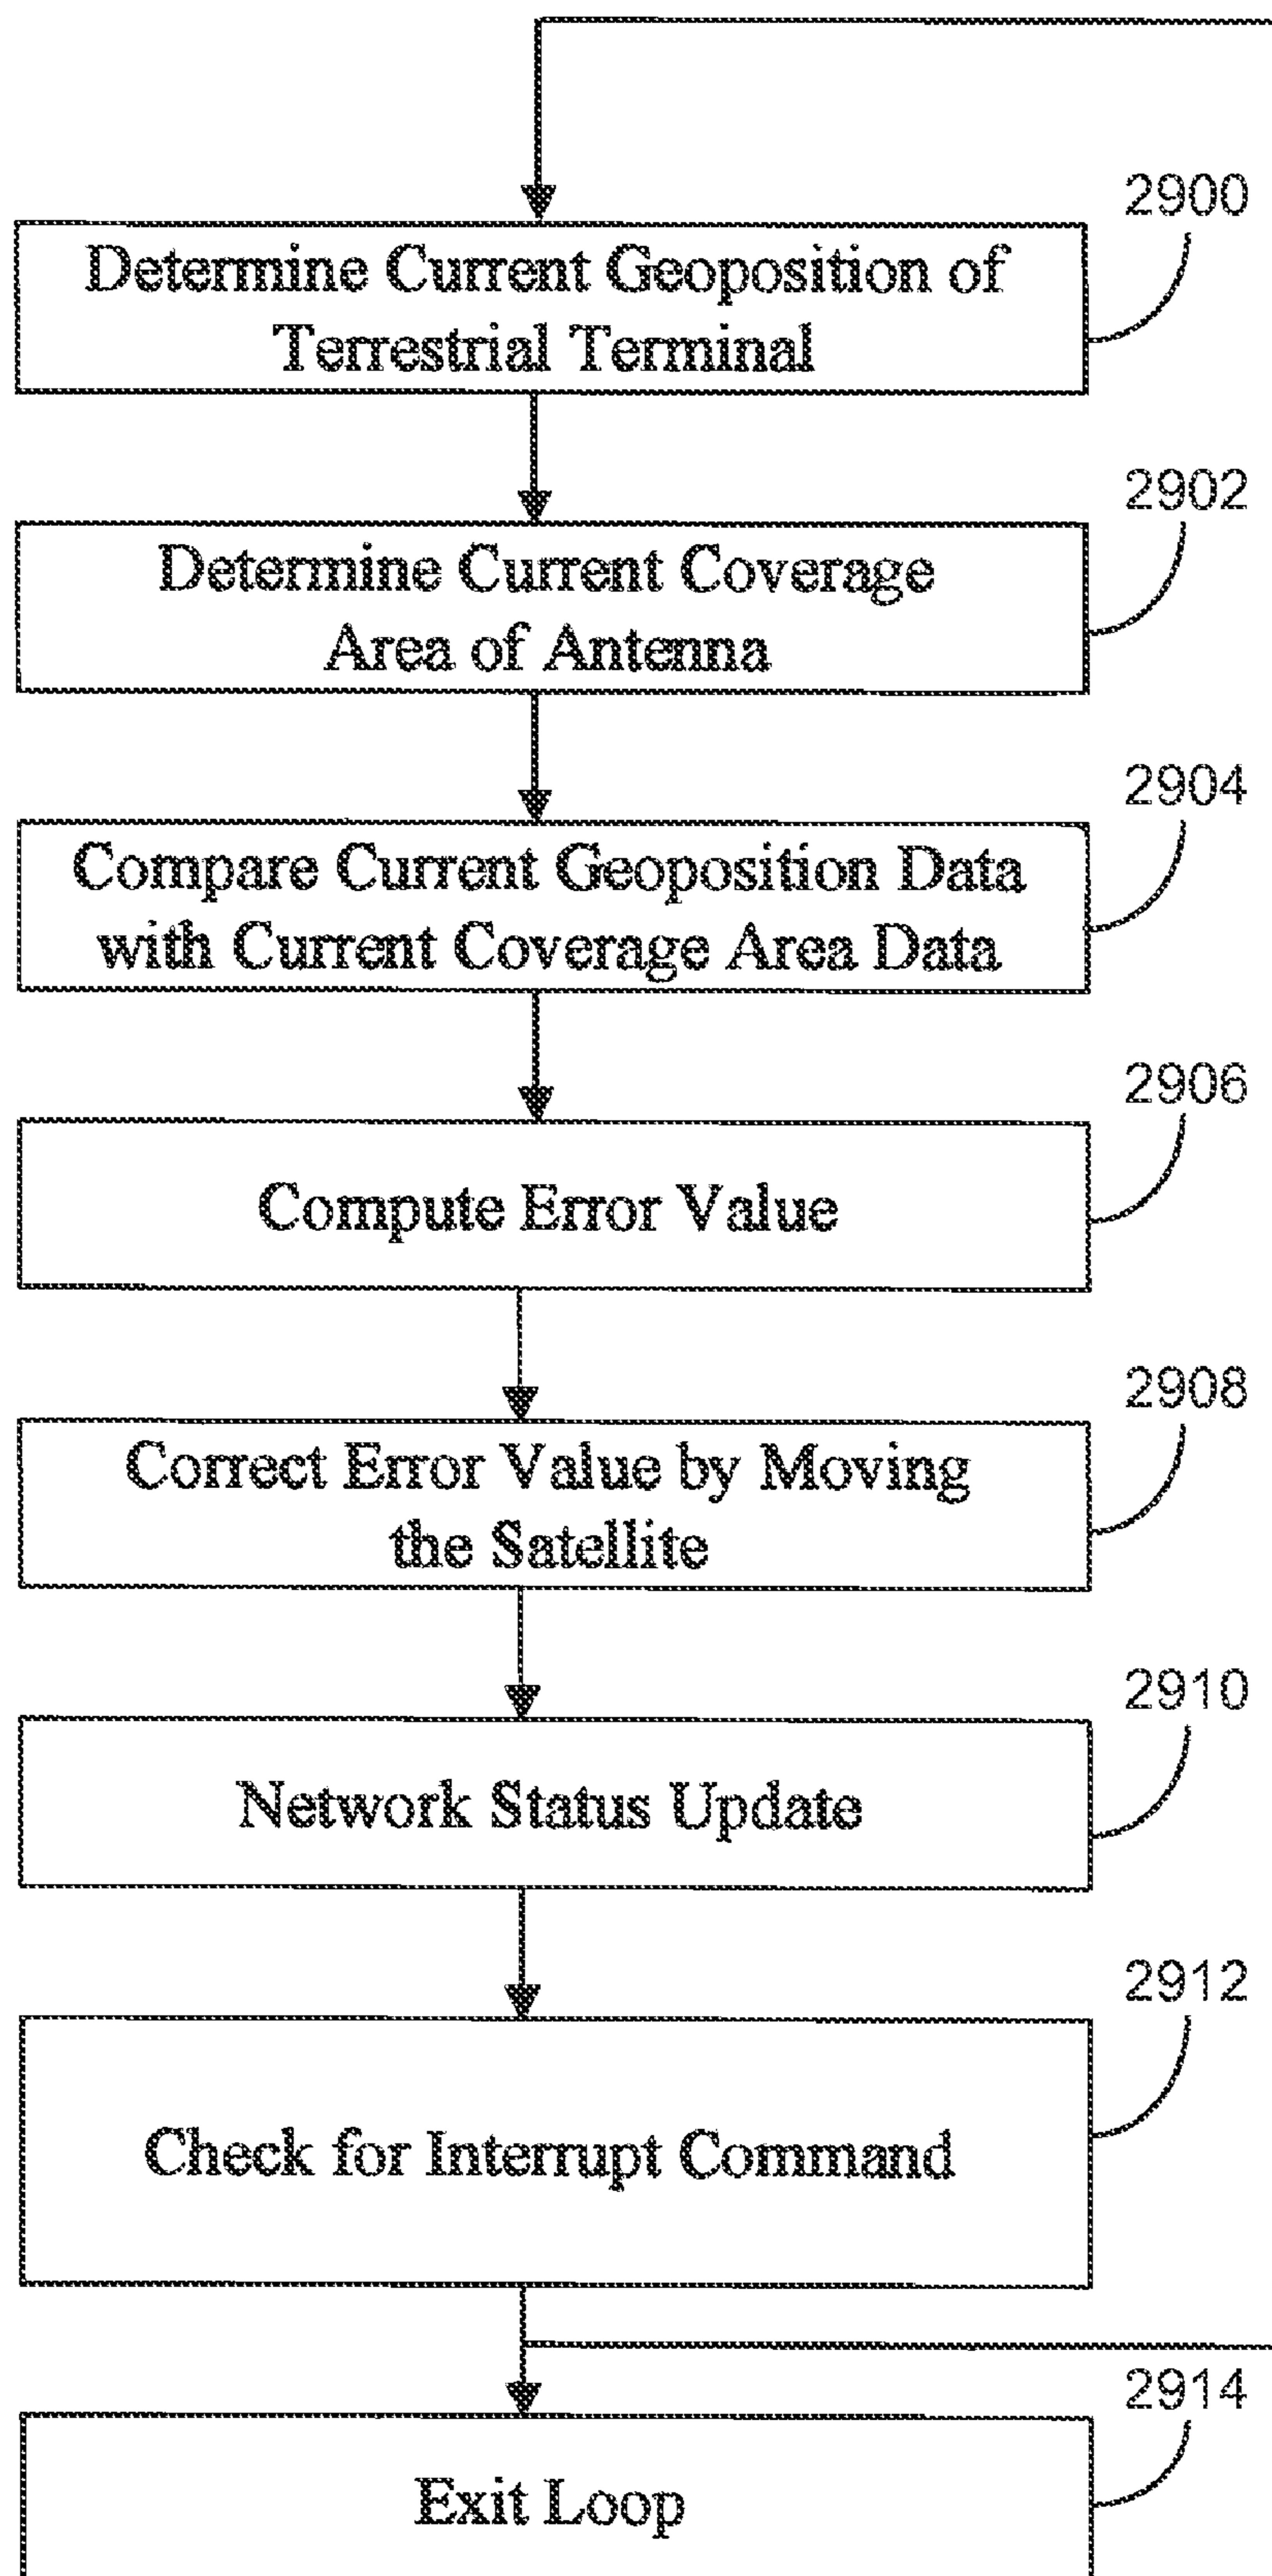 2900
Determine Current Geoposition of
Terrestrial Terminal
2902
Determine Current Coverage
Area of Antenna
2904
Compare Current Geoposition Data
with Current Coverage Area Data
2906
Compute Error Value
2908
Correct Error Value by Moving
the Satellite
2910
Network Status Update
2912
Check for Interrupt Command
2914
Exit Loop